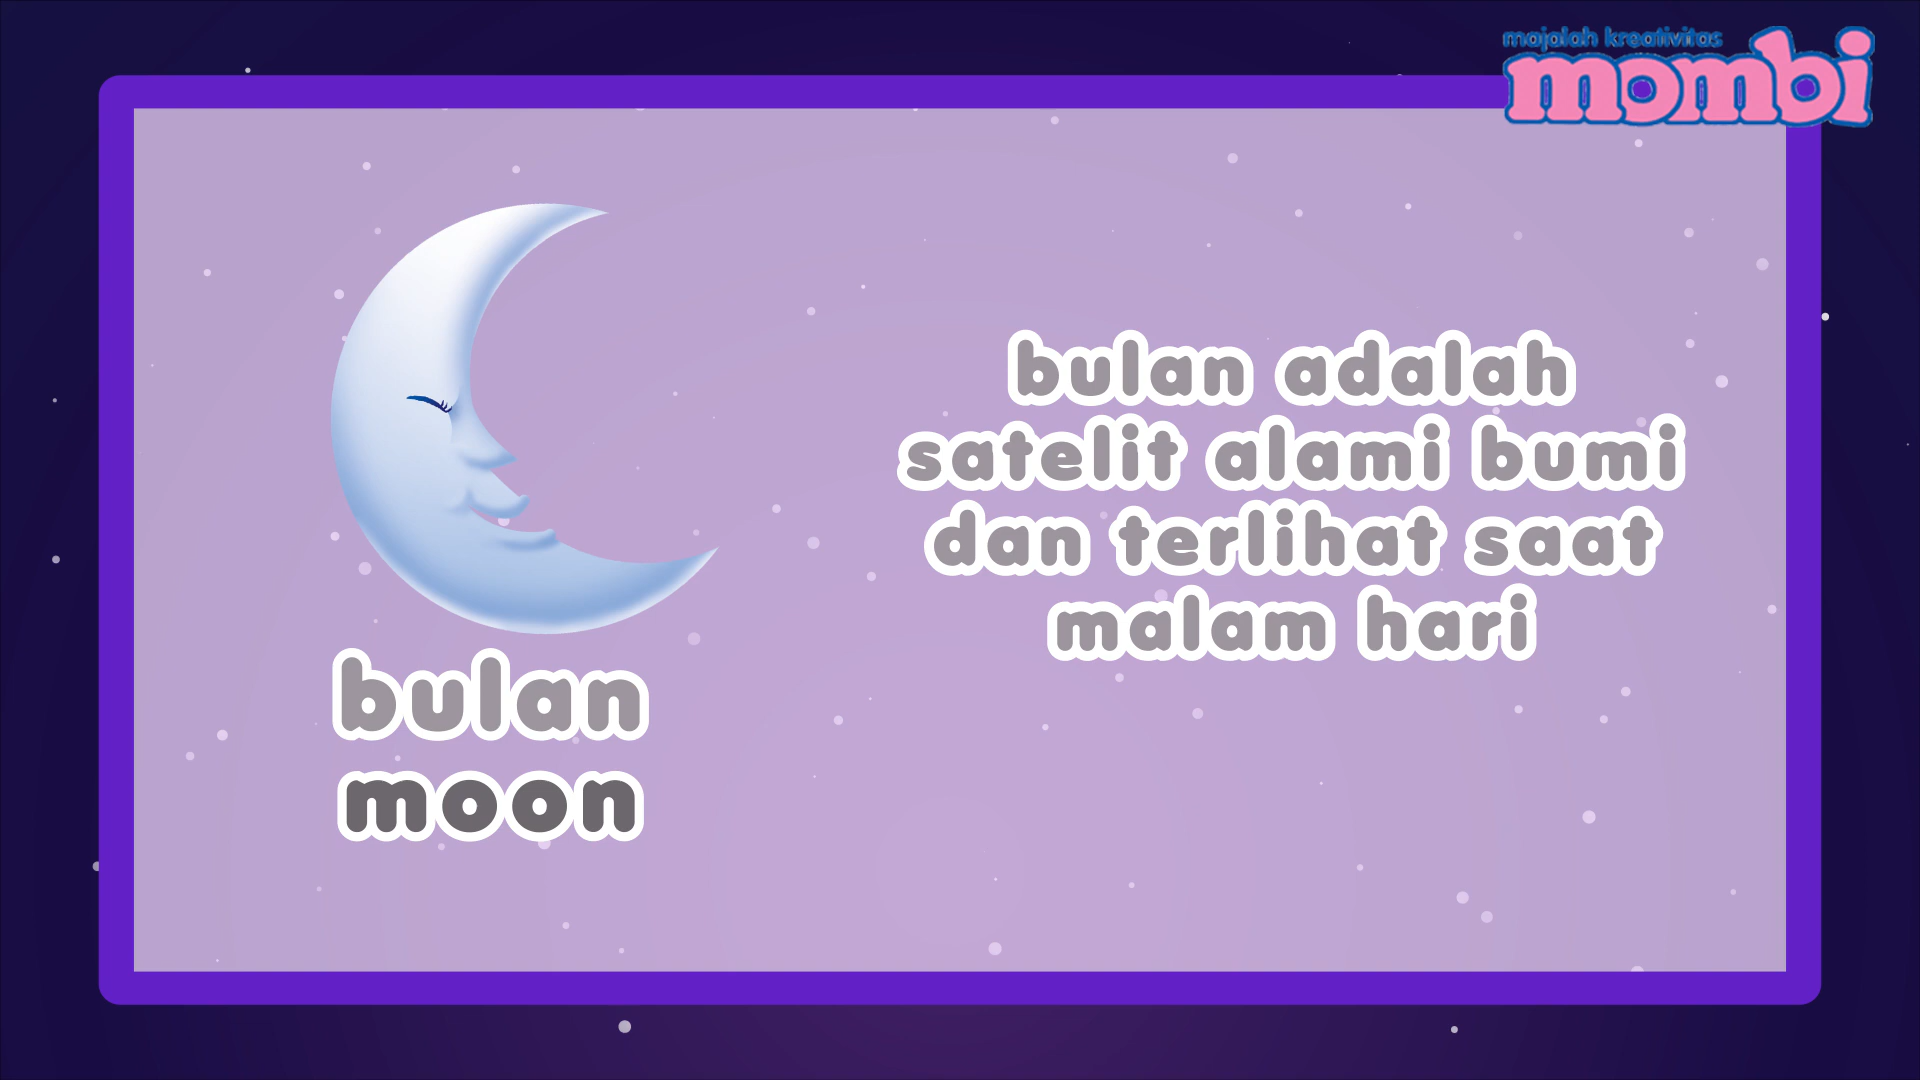 majalah kreativitas
mombi
bulan
moon
bulan adalah
satelit alami bumi
dan terlihat saat
malam hari